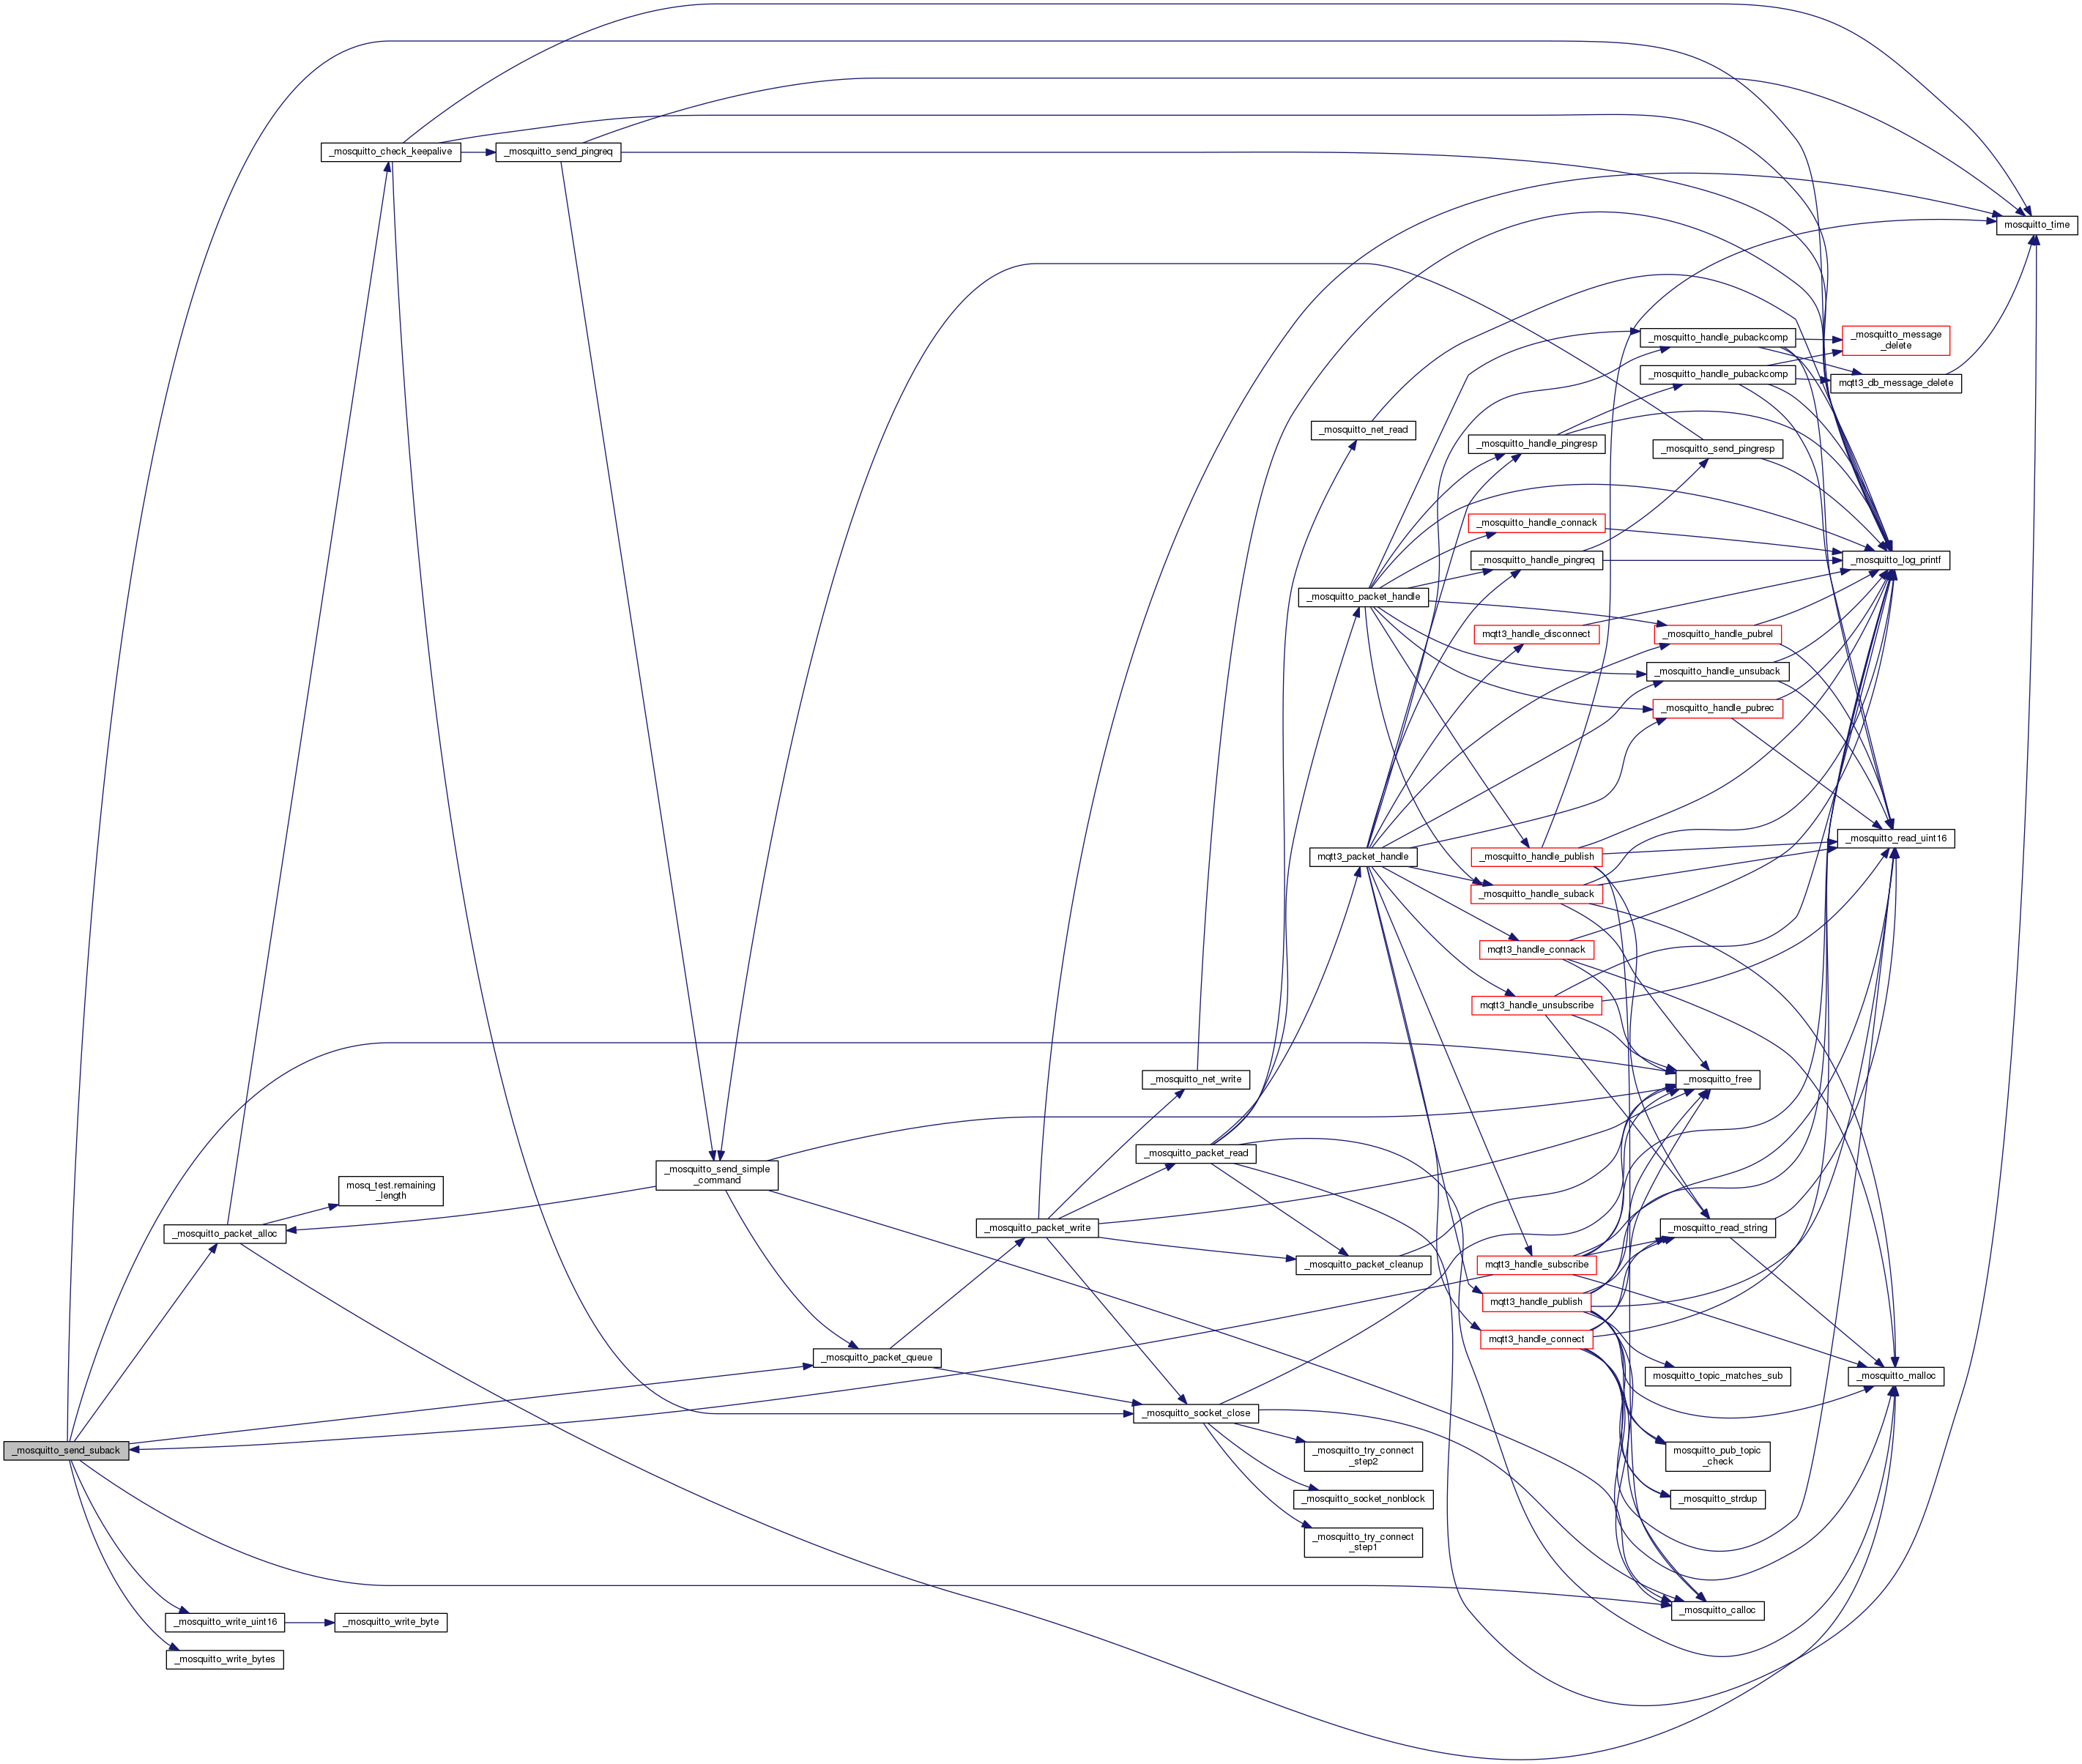 _mosquitto_check_keepalive
_mosquitto_send_pingreq
mosquitto_time
_mosquitto_handle_pubackcomp
_mosquitto_message
_delete
_mosquitto_handle_pubackcomp
mqtt3_db_message_delete
_mosquitto_net_read
_mosquitto_handle_pingresp
_mosquitto_send_pingresp
_mosquitto_handle_connack
_mosquitto_handle_pingreq
_mosquitto_log_printf
_mosquitto_packet_handle
mqtt3_handle_disconnect
_mosquitto_handle_pubrel
_mosquitto_handle_unsuback
_mosquitto_handle_pubrec
_mosquitto_read_uint16
mqtt3_packet_handle
_mosquitto_handle_publish
_mosquitto_handle_suback
mqtt3_handle_connack
mqtt3_handle_unsubscribe
_mosquitto_net_write
_mosquitto_free
_mosquitto_packet_read
_mosquitto_send_simple
_command
mosq_test.remaining
_length
_mosquitto_packet_alloc
_mosquitto_packet_write
_mosquitto_read_string
_mosquitto_packet_cleanup
mqtt3_handle_subscribe
mqtt3_handle_publish
mqtt3_handle_connect
_mosquitto_packet_queue
mosquitto_topic_matches_sub
_mosquitto_malloc
_mosquitto_socket_close
_mosquitto_send_suback
_mosquitto_try_connect
_step2
mosquitto_pub_topic
_check
_mosquitto_socket_nonblock
_mosquitto_strdup
_mosquitto_try_connect
_step1
_mosquitto_calloc
_mosquitto_write_uint16
_mosquitto_write_byte
_mosquitto_write_bytes